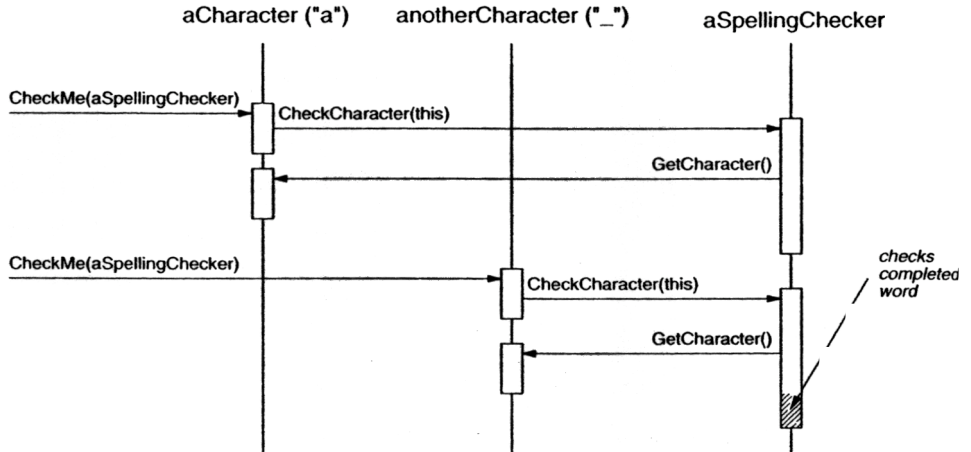 aCharacter ("a")
anotherCharacter ("_")
aSpellingChecker
CheckMe(aSpellingChecker)
CheckCharacter(this)
GetCharacter()
CheckMe(aSpellingChecker)
CheckCharacter(this)
GetCharacter()
checks
completed
word